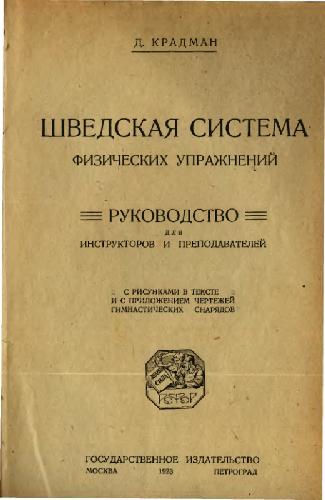 Д. КРАДМАН
ШВЕДСКАЯ СИСТЕМА
ФИЗИЧЕСКИХ УПРАЖНЕНИЙ
РУКОВОДСТВО
ДЛЯ
ИНСТРУКТОРОВ И ПРЕПОДАВАТЕЛЕЙ
С РИСУНКАМИ В ТЕКСТЕ
И С ПРИЛОЖЕНИЕМ ЧЕРТЕЖЕЙ
ГИМНАСТИЧЕСКИХ СНАРЯДОВ
ГОСУДАРСТВЕННОЕ ИЗДАТЕЛЬСТВО
МОСКВА 1923 ПЕТРОГРАД